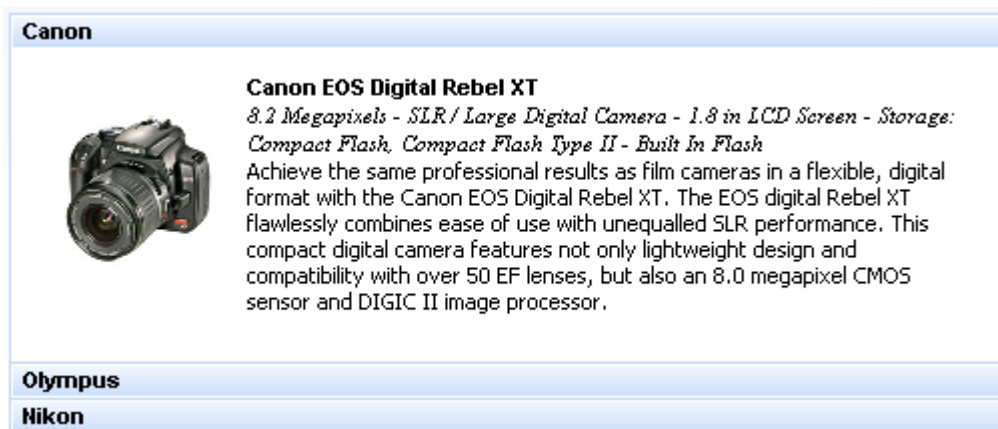 Canon
Canon EOS Digital Rebel XT
8.2 Megapixels - SLR / Large Digital Camera - 1.8 in LCD Screen - Storage:
Compact Flash, Compact Flash Type II - Built In Flash
Achieve the same professional results as film cameras in a flexible, digital
format with the Canon EOS Digital Rebel XT. The EOS digital Rebel XT
flawlessly combines ease of use with unequalled SLR performance. This
compact digital camera features not only lightweight design and
compatibility with over 50 EF lenses, but also an 8.0 megapixel CMOS
sensor and DIGIC II image processor.
Olympus
Nikon